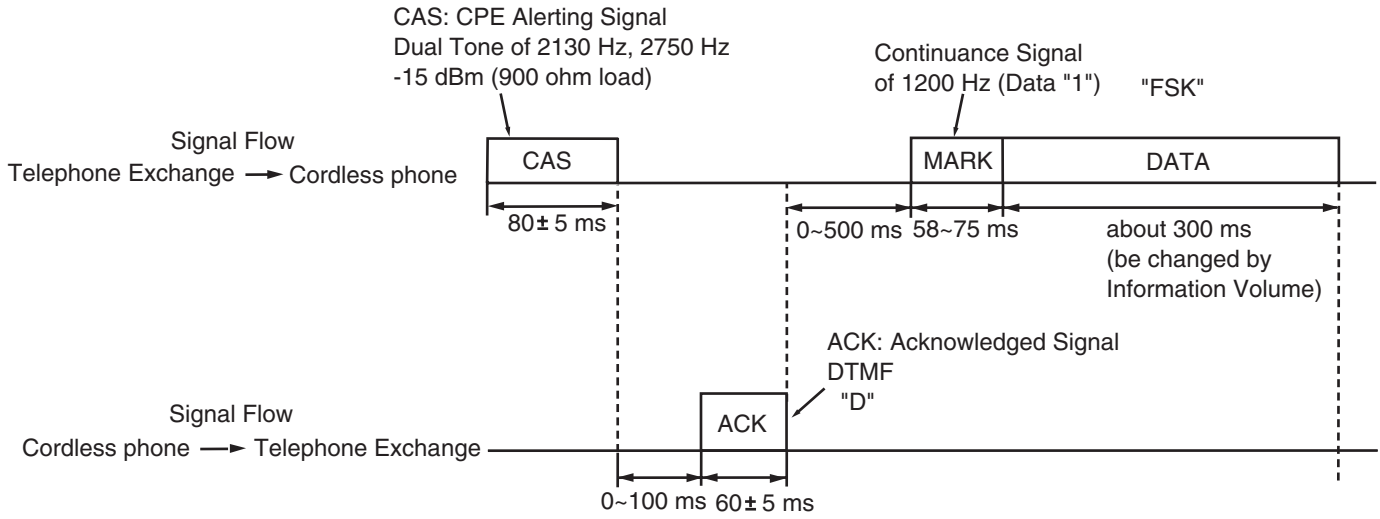 CAS: CPE Alerting Signal
Dual Tone of 2130 Hz, 2750 Hz
-15 dBm (900 ohm load)
Continuance Signal
of 1200 Hz (Data "1")
"FSK"
Signal Flow
Telephone Exchange → Cordless phone
CAS
MARK
DATA
80± 5 ms
0~500 ms
58~75 ms
about 300 ms
(be changed by
Information Volume)
ACK: Acknowledged Signal
DTMF
"D"
Signal Flow
Cordless phone → Telephone Exchange
ACK
0~100 ms
60± 5 ms